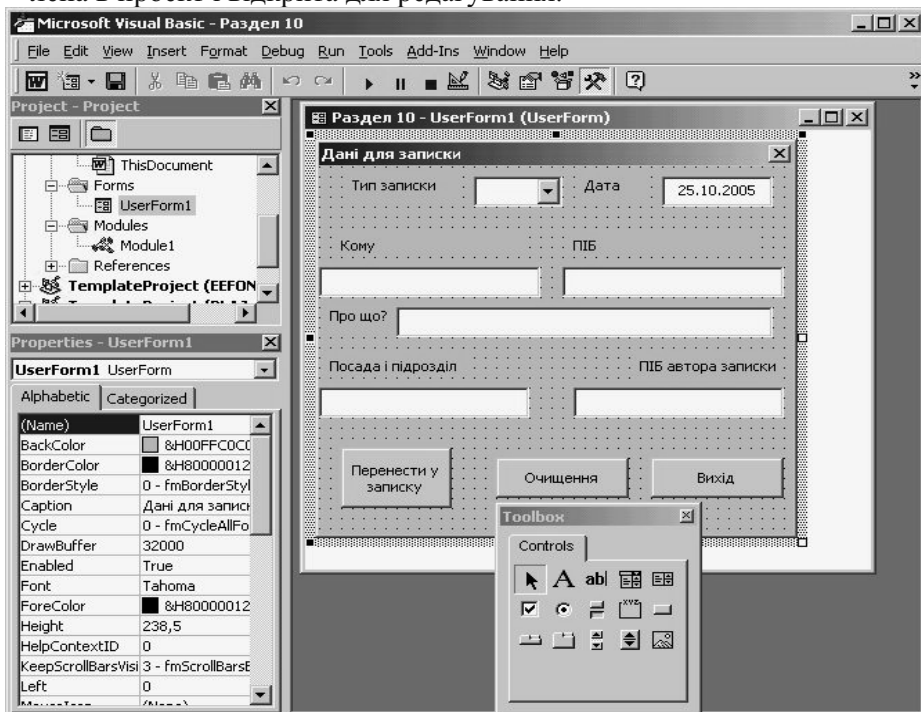 Microsoft Visual Basic - Раздел 10
File Edit View Insert Format Debug Run Tools Add-Ins Window Help
Project - Project
ThisDocument
Forms
UserForm1
Modules
Module1
References
TemplateProject (EEFON
Properties - UserForm1
UserForm1 UserForm
Alphabetic Categorized
(Name) UserForm1
BackColor &H00FFC0C0
BorderColor &H80000012
BorderStyle 0 - fmBorderStyl
Caption Дані для записк
Cycle 0 - fmCycleAllFo
DrawBuffer 32000
Enabled True
Font Tahoma
ForeColor &H80000012
Height 238,5
HelpContextID 0
KeepScrollBarsVisi 3 - fmScrollBarsE
Left 0
Раздел 10 - UserForm1 (UserForm)
Дані для записки
Тип записки Дата 25.10.2005
Кому ПІБ
Про що?
Посада і підрозділ ПІБ автора записки
Перенести у
записку
Очищення Вихід
Toolbox
Controls
A ab
xyz